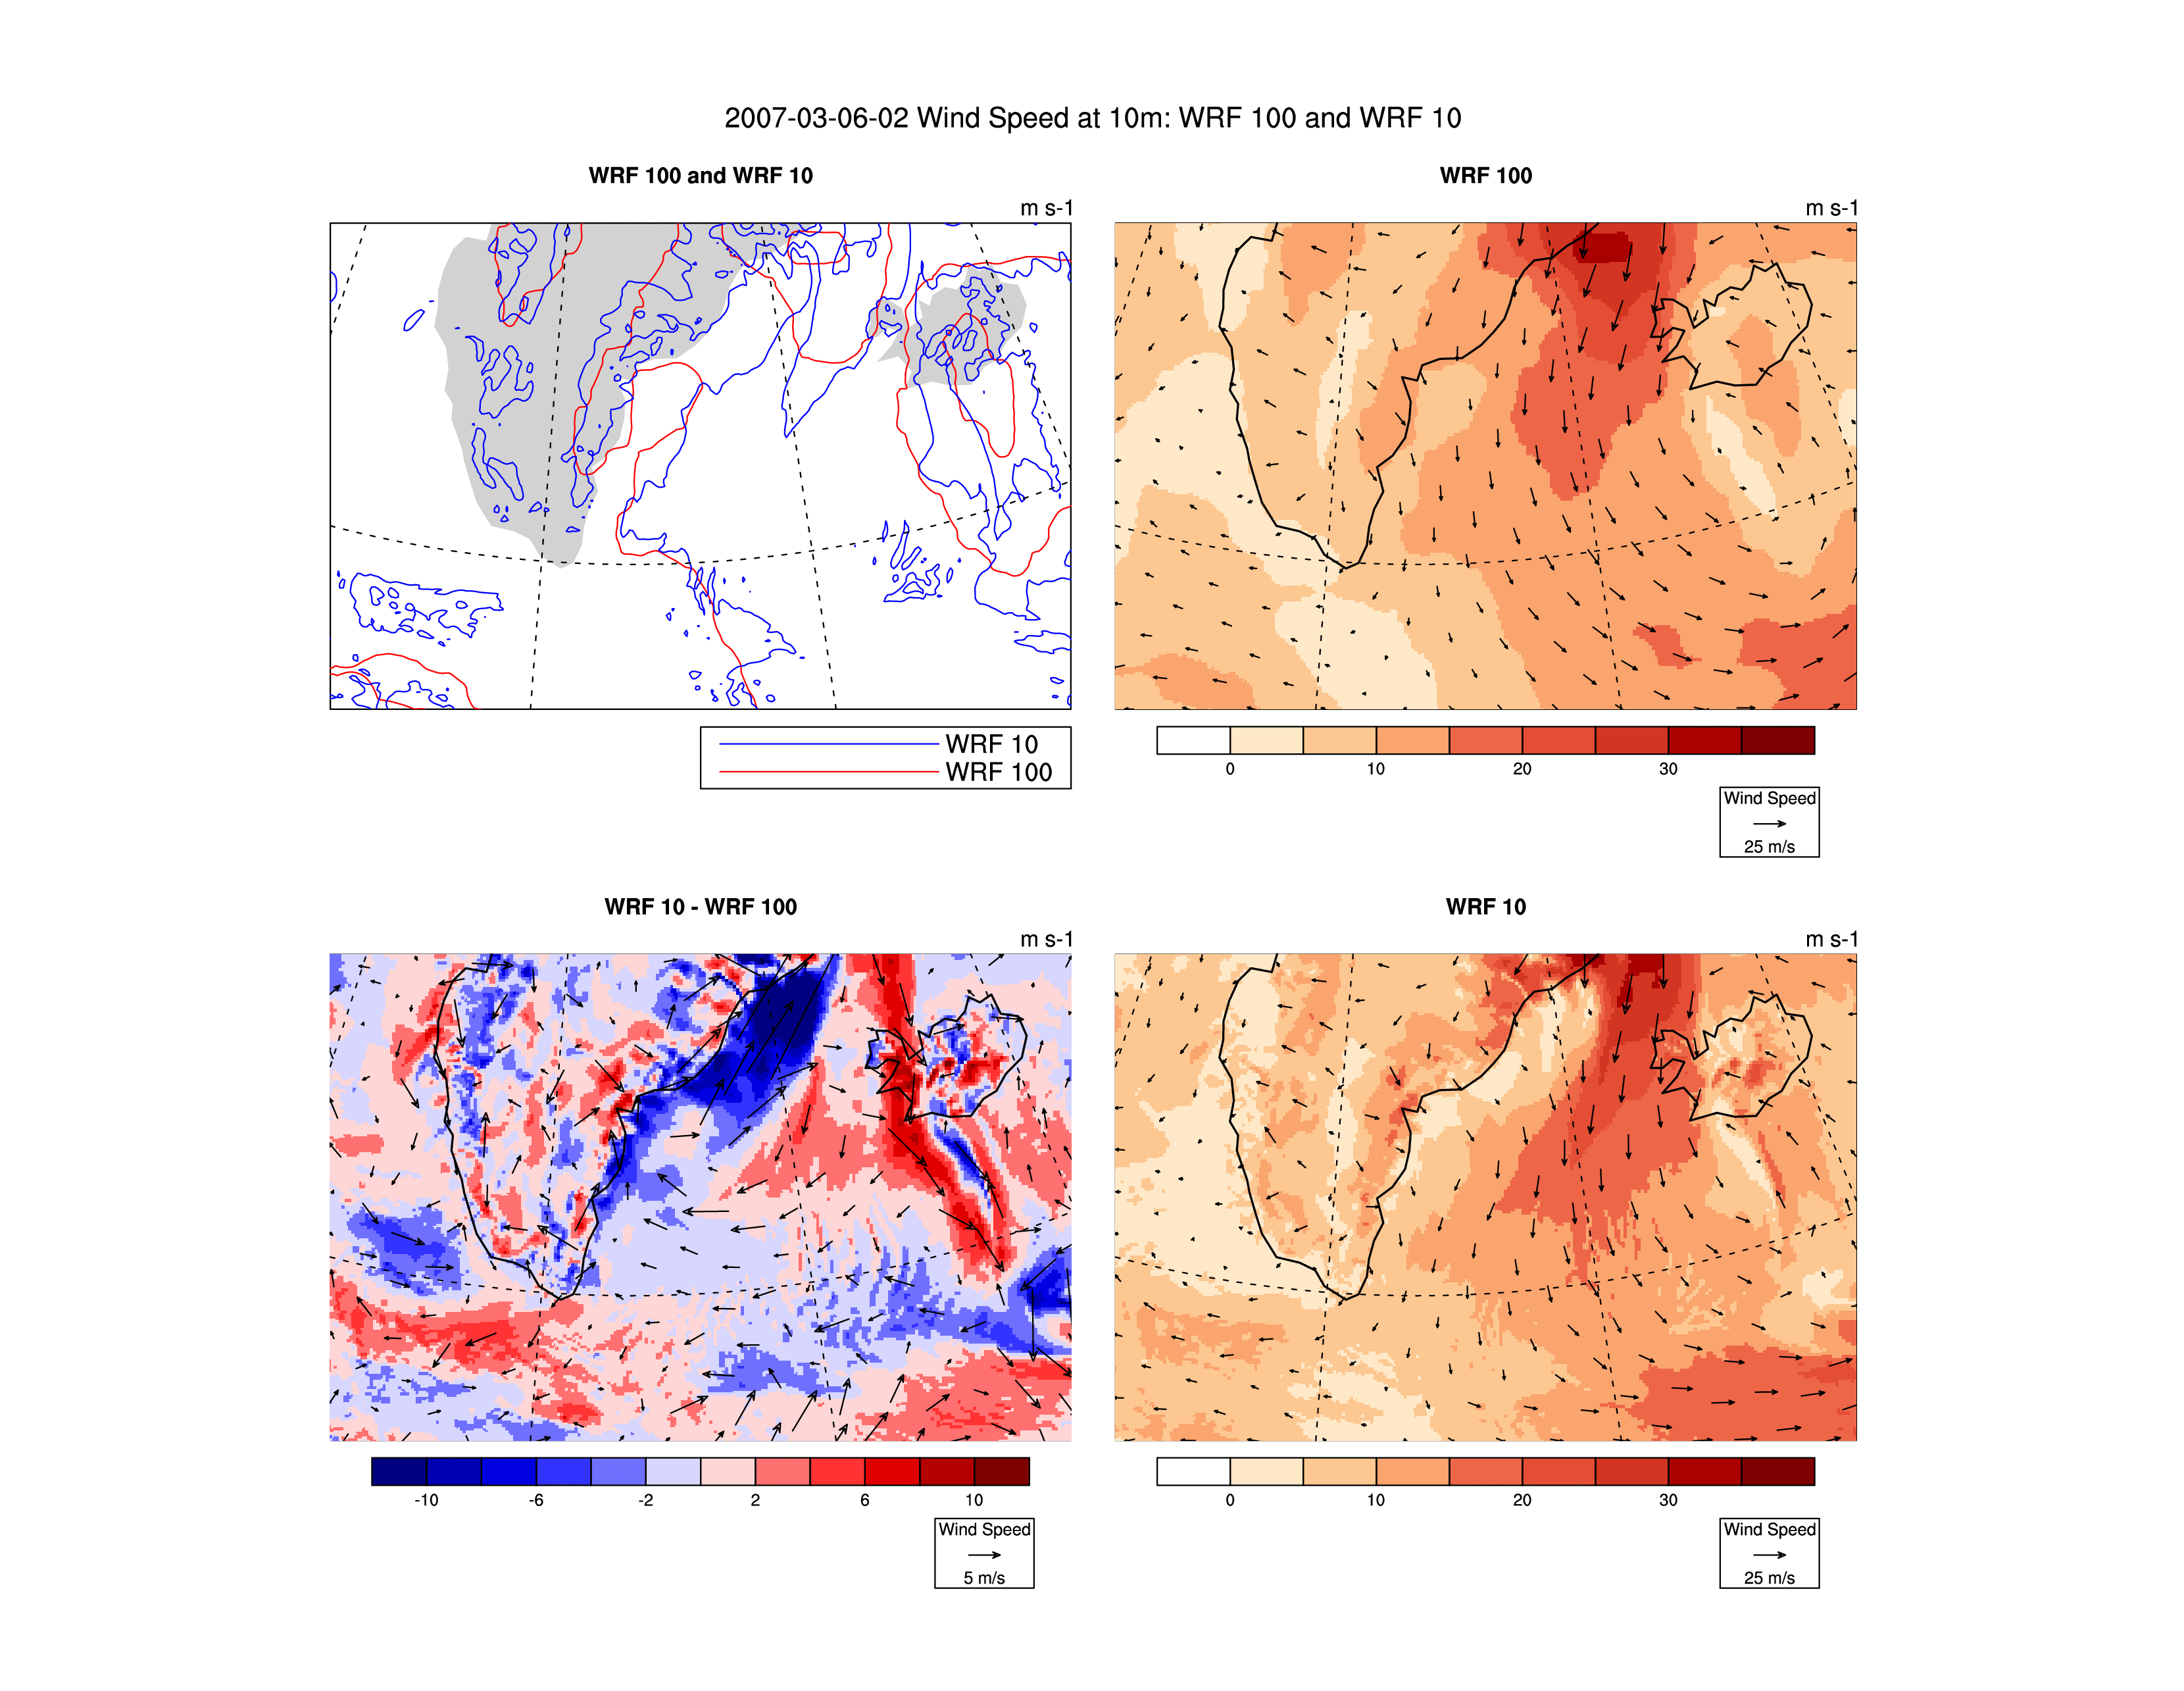 2007-03-06-02 Wind Speed at 10m: WRF 100 and WRF 10
WRF 100 and WRF 10
m s-1
WRF 10
WRF 100
WRF 100
m s-1
0 10 20 30
Wind Speed
25 m/s
WRF 10 - WRF 100
m s-1
-10 -6 -2 2 6 10
Wind Speed
5 m/s
WRF 10
m s-1
0 10 20 30
Wind Speed
25 m/s